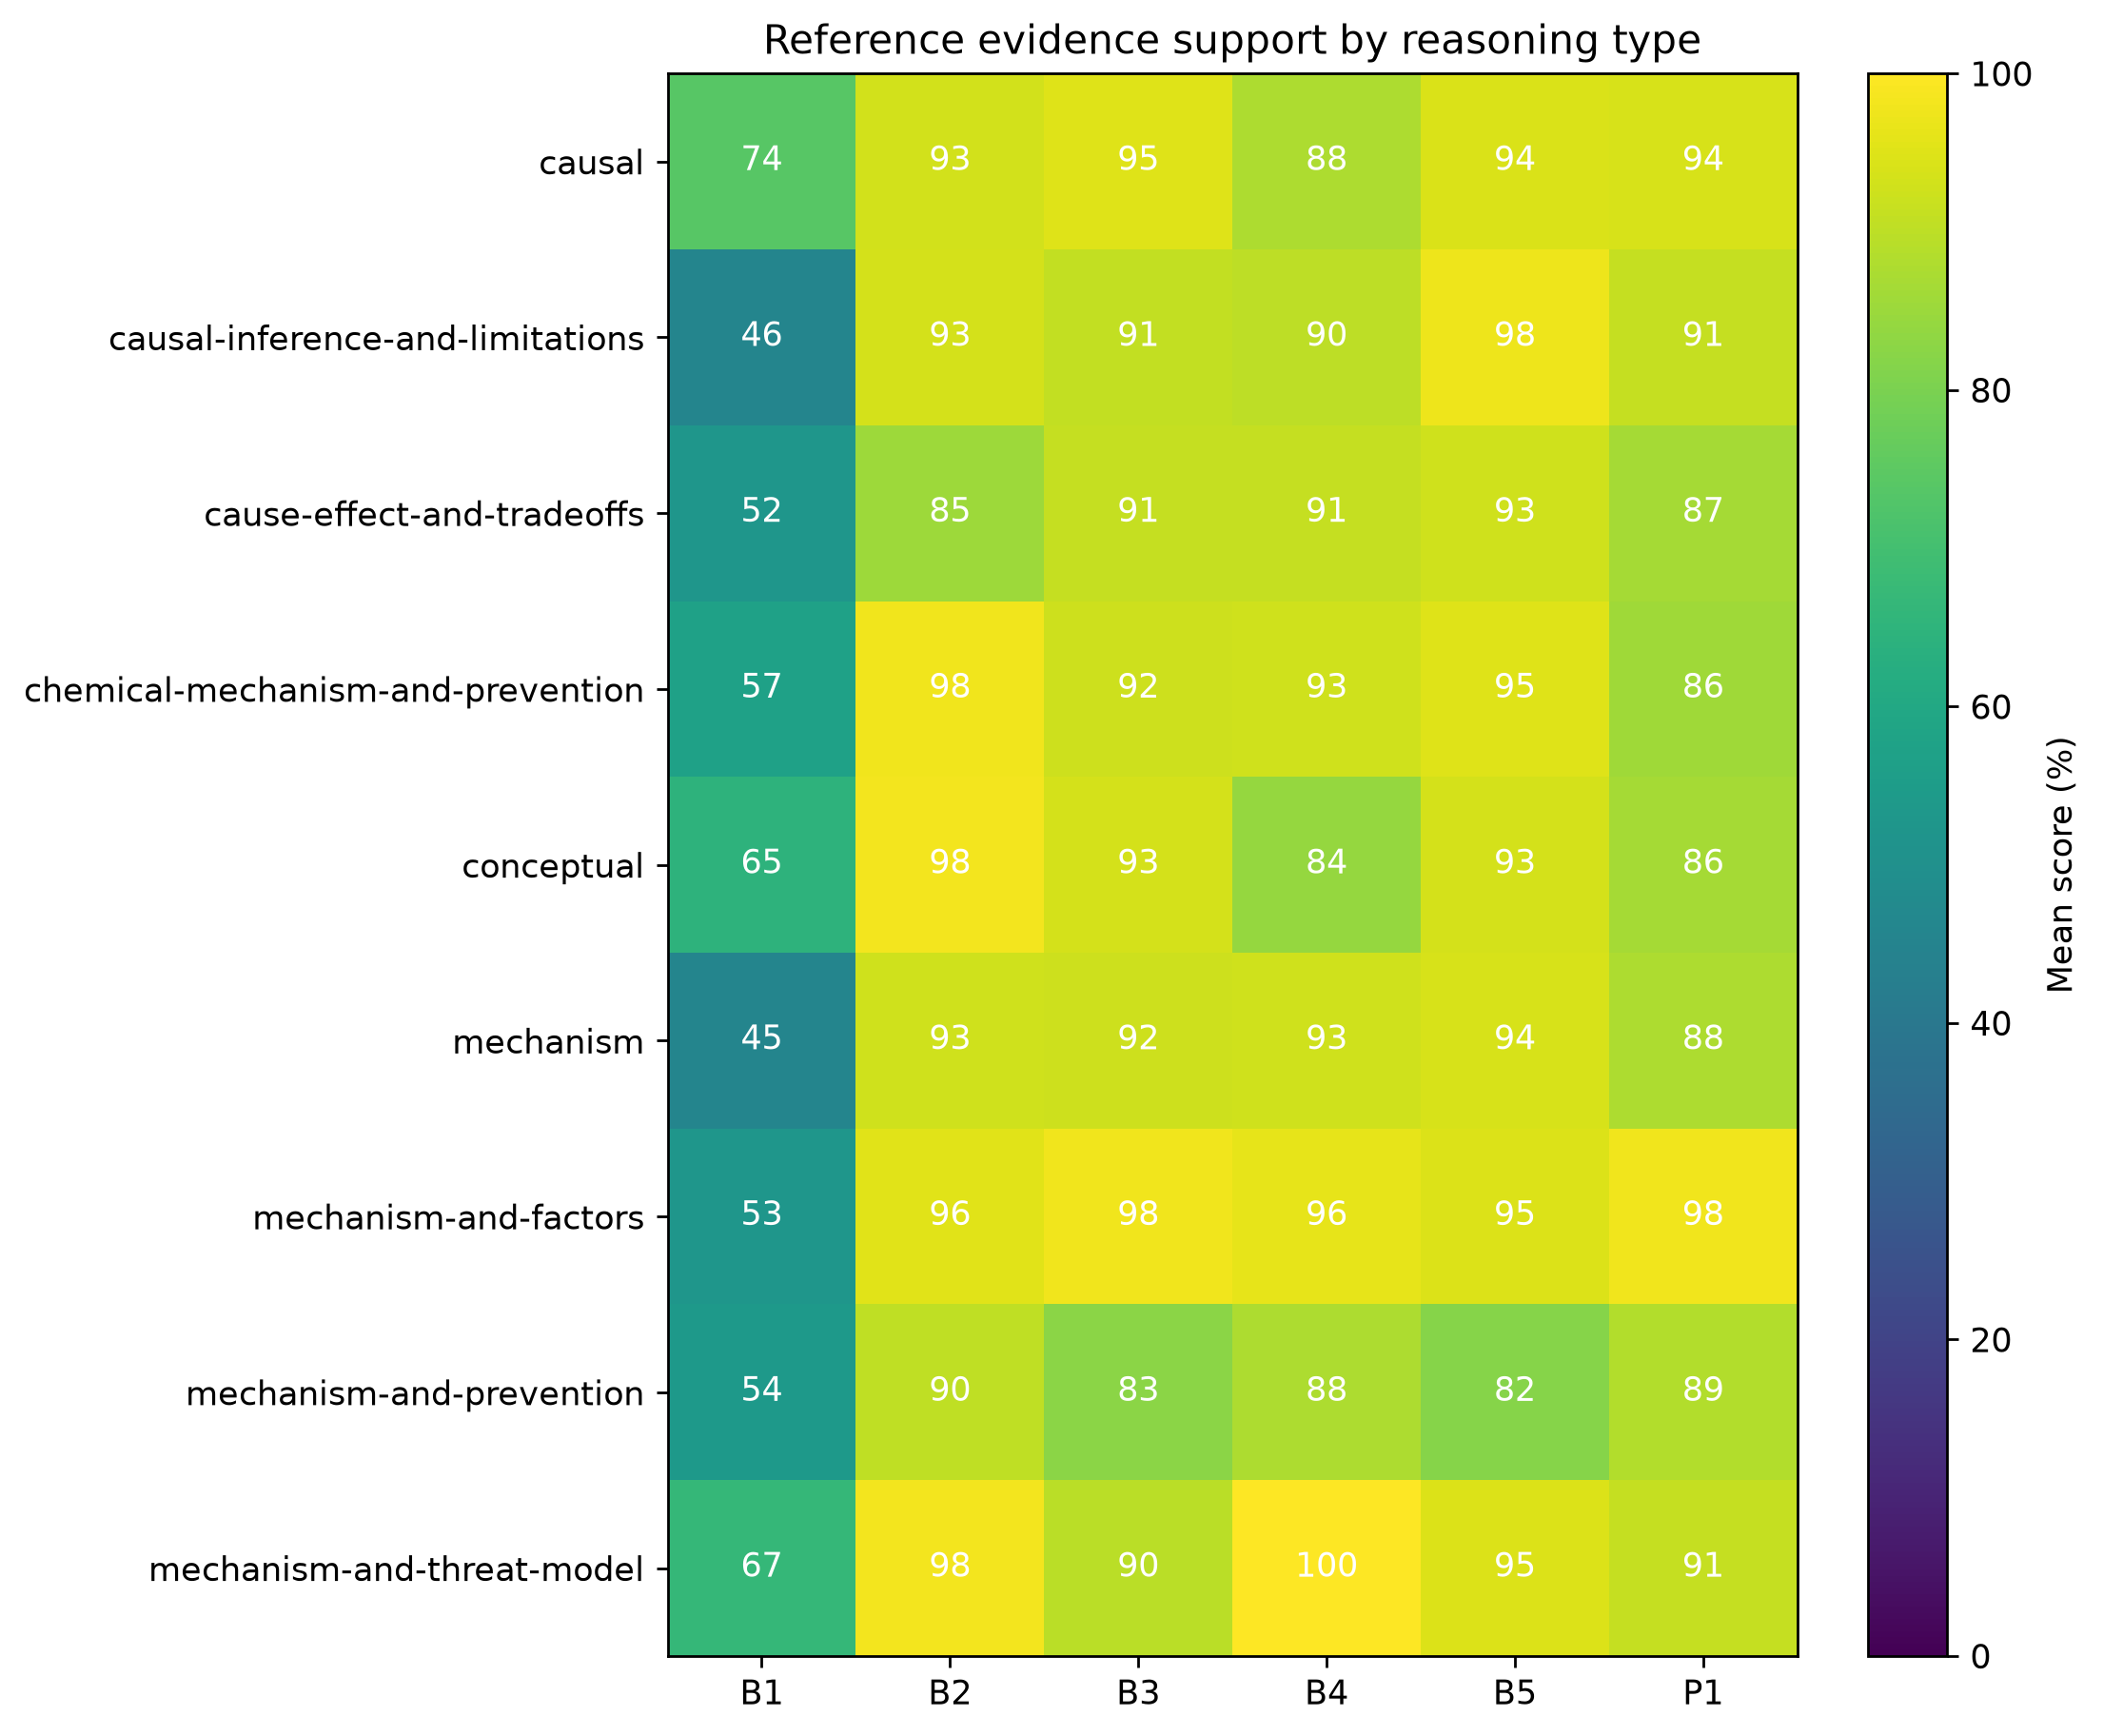 Reference evidence support by reasoning type
causal 74 93 95 88 94 94
causal-inference-and-limitations 46 93 91 90 98 91
cause-effect-and-tradeoffs 52 85 91 91 93 87
chemical-mechanism-and-prevention 57 98 92 93 95 86
conceptual 65 98 93 84 93 86
mechanism 45 93 92 93 94 88
mechanism-and-factors 53 96 98 96 95 98
mechanism-and-prevention 54 90 83 88 82 89
mechanism-and-threat-model 67 98 90 100 95 91
B1 B2 B3 B4 B5 P1
100
80
60
40
20
0
Mean score (%)